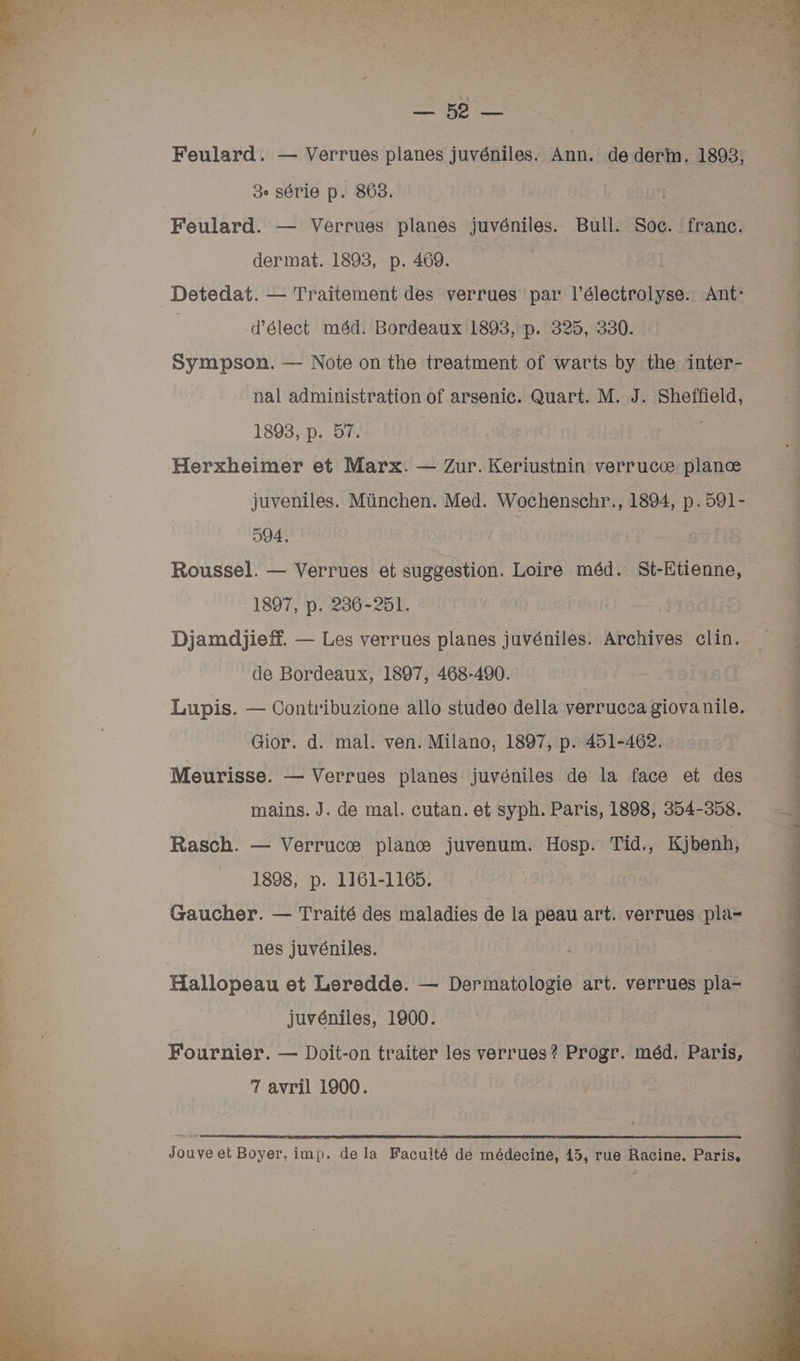 — 52 —
Feulard. — Verrues planes juvéniles. Ann. de derm. 1893,
3e série p. 863.
Feulard. — Verrues planes juvéniles. Bull. Soc. franc.
dermat. 1893, p. 469.
Detedat. — Traitement des verrues par l'électrolyse. Ant·
d'élect méd. Bordeaux 1893, p. 325, 330.
Sympson. — Note on the treatment of warts by the inter-
nal administration of arsenic. Quart. M. J. Sheffield,
1893, p. 57.
Herxheimer et Marx. — Zur. Keriustnin verrucœ planœ
juveniles. München. Med. Wochenschr., 1894, p. 591-
594.
Roussel. — Verrues et suggestion. Loire méd. St-Etienne,
1897, p. 236-251.
Djamdjieff. — Les verrues planes juvéniles. Archives clin.
de Bordeaux, 1897, 468-490.
Lupis. — Contribuzione allo studeo della verrucca giovanile.
Gior. d. mal. ven. Milano, 1897, p. 451-462.
Meurisse. — Verrues planes juvéniles de la face et des
mains. J. de mal. cutan. et syph. Paris, 1898, 354-358.
Rasch. — Verrucœ planœ juvenum. Hosp. Tid., Kjbenh,
1898, p. 1161-1165.
Gaucher. — Traité des maladies de la peau art. verrues pla-
nes juvéniles.
Hallopeau et Leredde. — Dermatologie art. verrues pla-
juvéniles, 1900.
Fournier. — Doit-on traiter les verrues ? Progr. méd. Paris,
7 avril 1900.
Jouve et Boyer, imp. de la Faculté de médecine, 15, rue Racine. Paris.